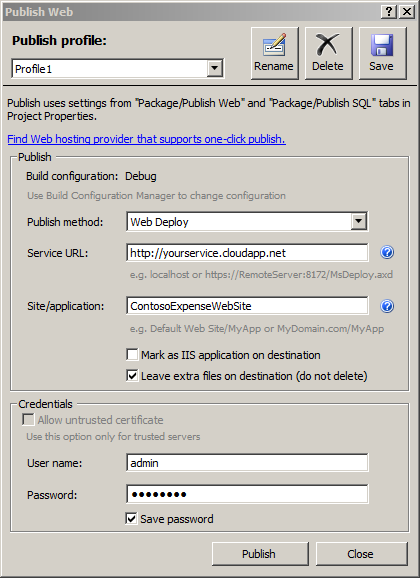 Publish Web
Publish profile:
Profile1
Rename
Delete
Save
Publish uses settings from "Package/Publish Web" and "Package/Publish SQL" tabs in
Project Properties.
Find Web hosting provider that supports one-click publish.
Publish
Build configuration: Debug
Use Build Configuration Manager to change configuration
Publish method: Web Deploy
Service URL: http://yourservice.cloudapp.net
e.g. localhost or https://RemoteServer:8172/MsDeploy.axd
Site/application: ContosoExpenseWebSite
e.g. Default Web Site/MyApp or MyDomain.com/MyApp
Mark as IIS application on destination
Leave extra files on destination (do not delete)
Credentials
Allow untrusted certificate
Use this option only for trusted servers
User name: admin
Password: ●●●●●●●●
Save password
Publish
Close